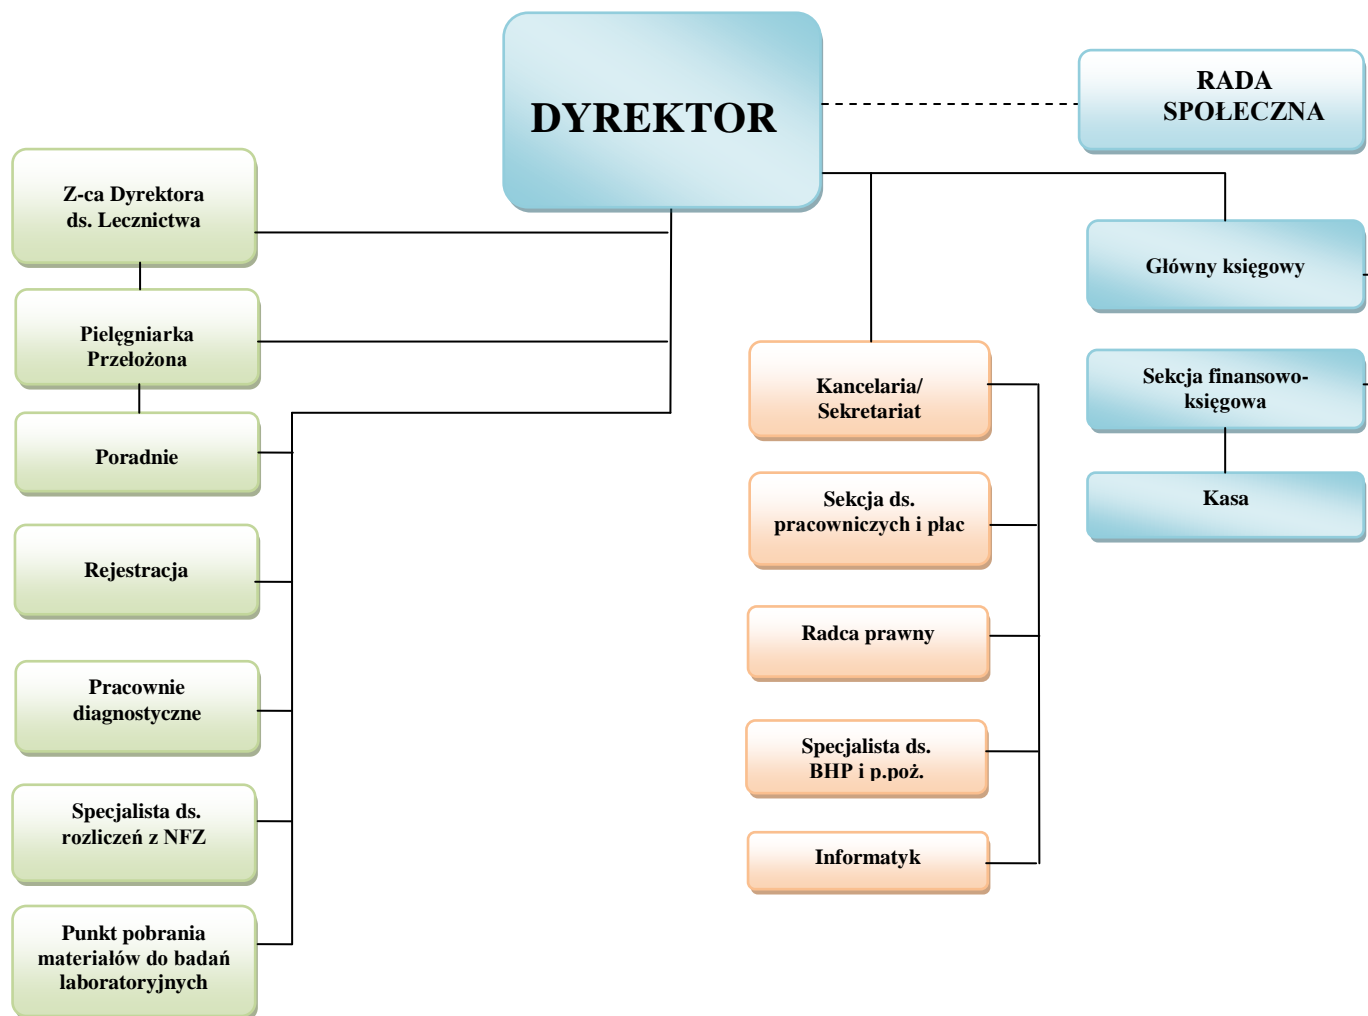 DYREKTOR
RADA
SPOŁECZNA
Z-ca Dyrektora
ds. Lecznictwa
Pielęgniarka
Przełożona
Poradnie
Rejestracja
Pracownie
diagnostyczne
Specjalista ds.
rozliczeń z NFZ
Punkt pobrania
materiałów do badań
laboratoryjnych
Kancelaria/
Sekretariat
Sekcja ds.
pracowniczych i płac
Radca prawny
Specjalista ds.
BHP i p.poż.
Informatyk
Główny księgowy
Sekcja finansowo-
księgowa
Kasa